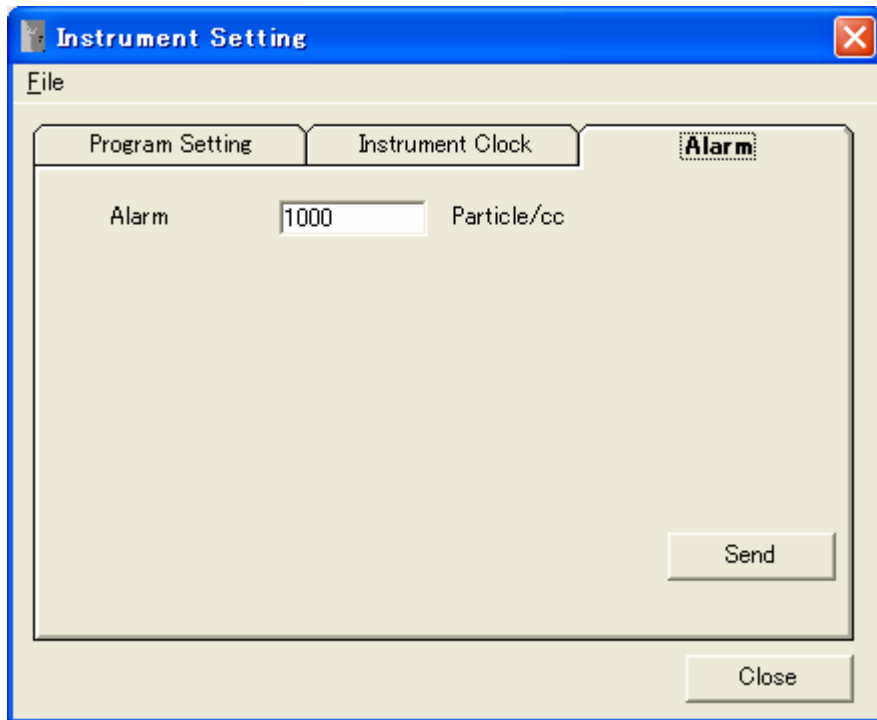 Instrument Setting
File
Program Setting Instrument Clock Alarm
Alarm 1000 Particle/cc
Send
Close